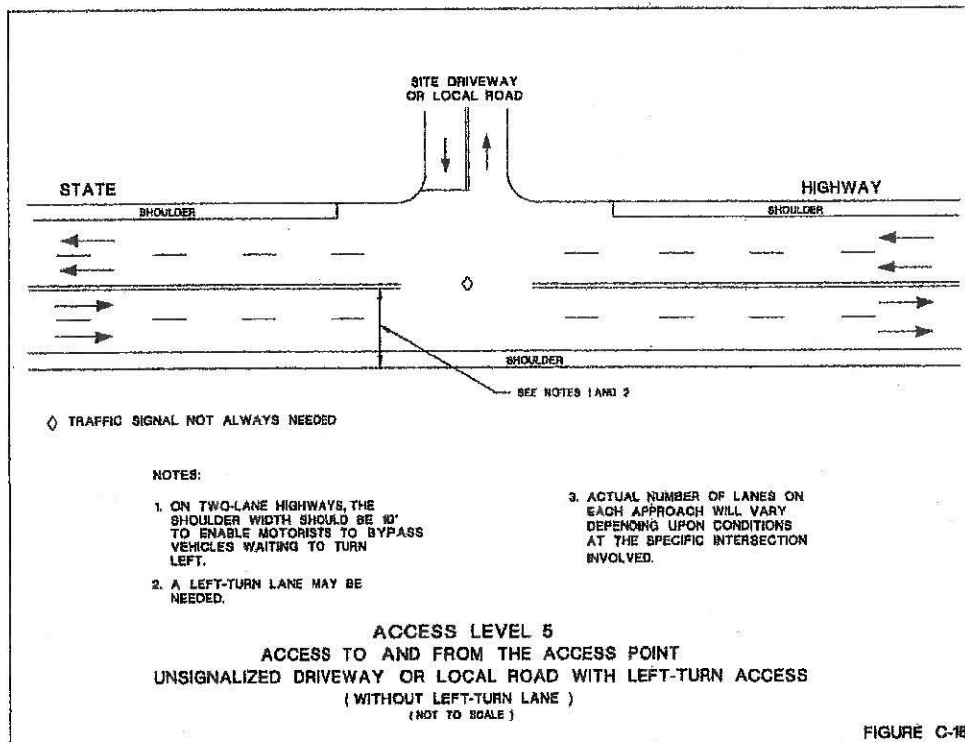 SITE DRIVEWAY
OR LOCAL ROAD
STATE
HIGHWAY
SHOULDER
SHOULDER
SHOULDER
SEE NOTES 1 AND 2
◊ TRAFFIC SIGNAL NOT ALWAYS NEEDED
NOTES:
1. ON TWO-LANE HIGHWAYS, THE
SHOULDER WIDTH SHOULD BE 10'
TO ENABLE MOTORISTS TO BYPASS
VEHICLES WAITING TO TURN
LEFT.
2. A LEFT-TURN LANE MAY BE
NEEDED.
3. ACTUAL NUMBER OF LANES ON
EACH APPROACH WILL VARY
DEPENDING UPON CONDITIONS
AT THE SPECIFIC INTERSECTION
INVOLVED.
ACCESS LEVEL 5
ACCESS TO AND FROM THE ACCESS POINT
UNSIGNALIZED DRIVEWAY OR LOCAL ROAD WITH LEFT-TURN ACCESS
( WITHOUT LEFT-TURN LANE )
( NOT TO SCALE )
FIGURE